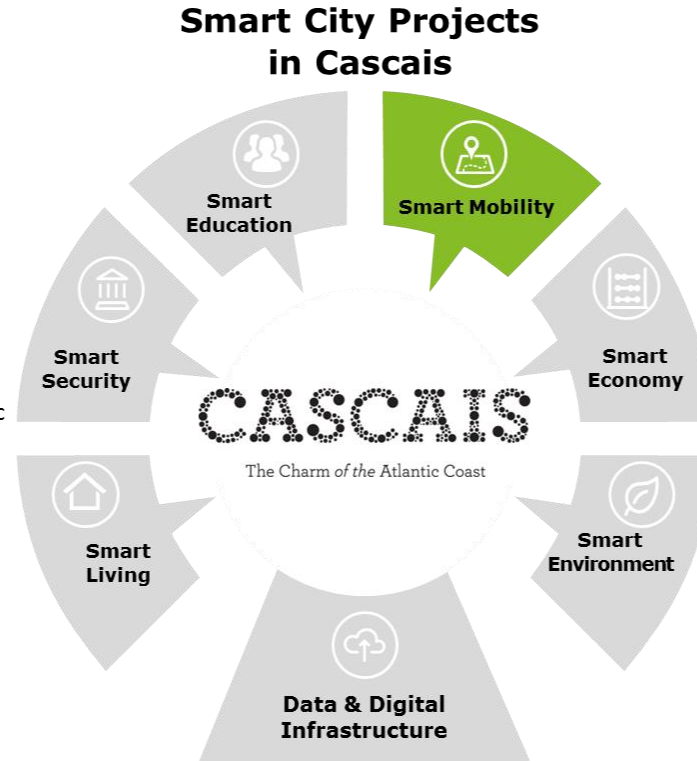 Smart City Projects
in Cascais
Smart
Education
Smart Mobility
Smart
Security
Smart
Economy
c
CASCAIS
The Charm of the Atlantic Coast
Smart
Living
Smart
Environment
Data & Digital
Infrastructure